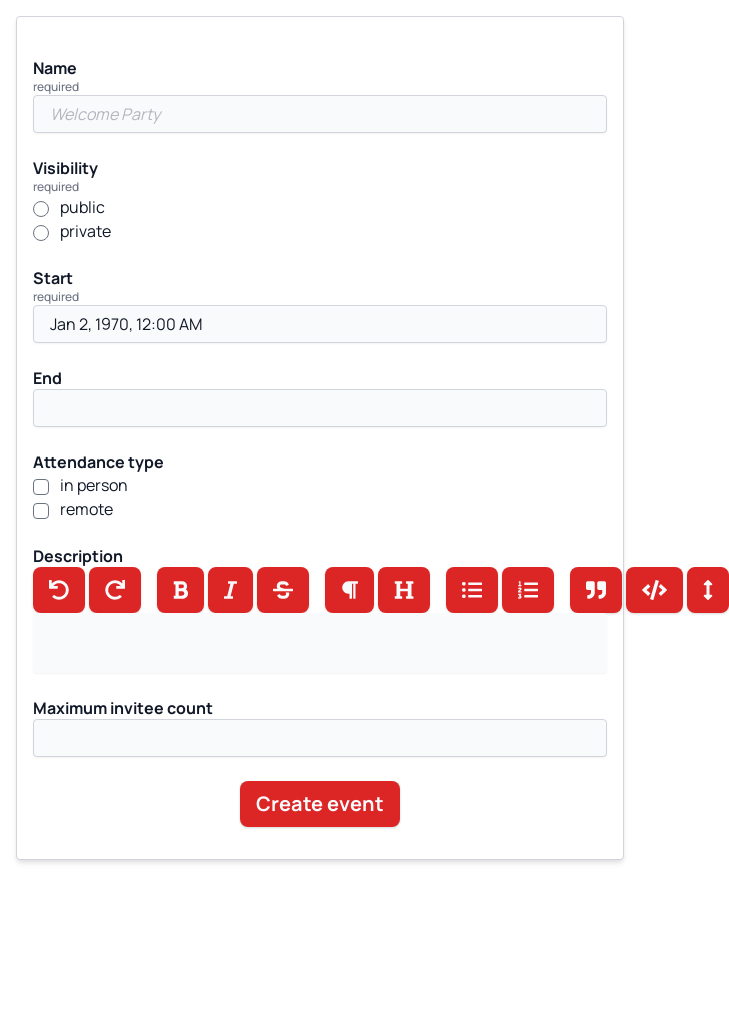 Name
required
Welcome Party
Visibility
required
public
private
Start
required
Jan 2, 1970, 12:00 AM
End
Attendance type
in person
remote
Description
B I S ¶ H
Maximum invitee count
Create event